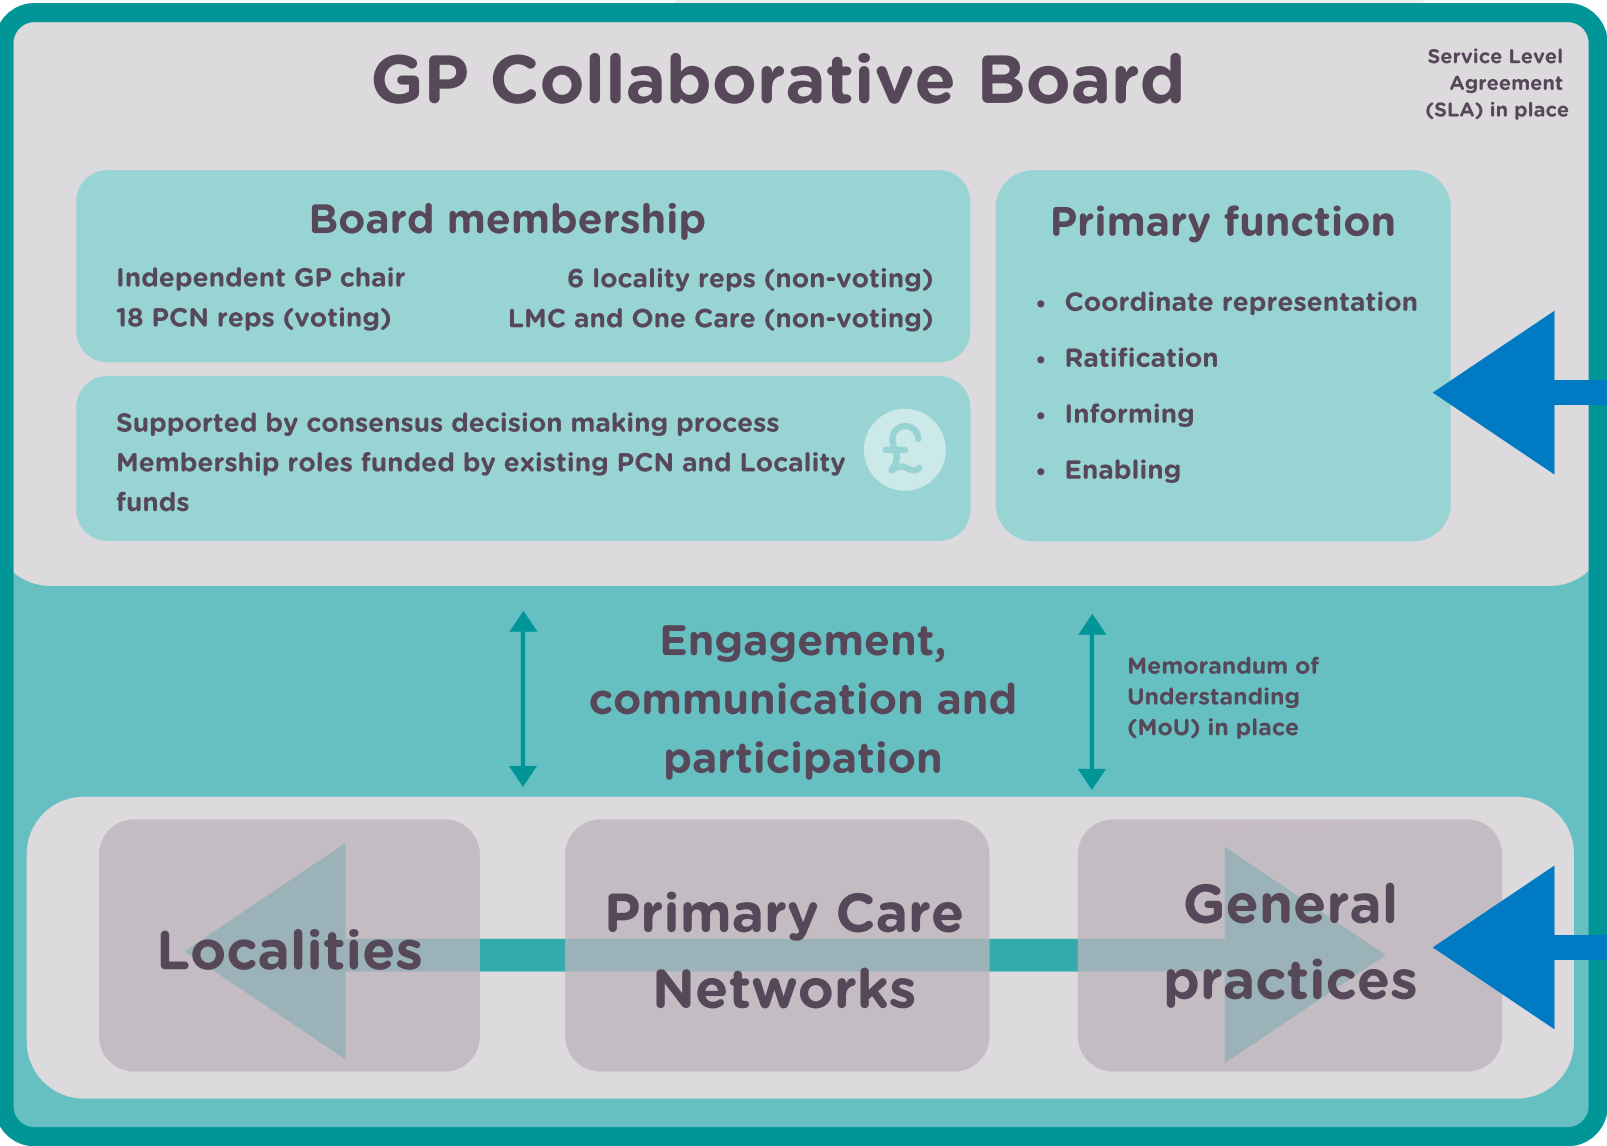 GP Collaborative Board
Service Level
Agreement
(SLA) in place
Board membership
Independent GP chair
18 PCN reps (voting)
6 locality reps (non-voting)
LMC and One Care (non-voting)
Supported by consensus decision making process
Membership roles funded by existing PCN and Locality
funds
£
Primary function
• Coordinate representation
• Ratification
• Informing
• Enabling
Engagement,
communication and
participation
Memorandum of
Understanding
(MoU) in place
Localities
Primary Care
Networks
General
practices